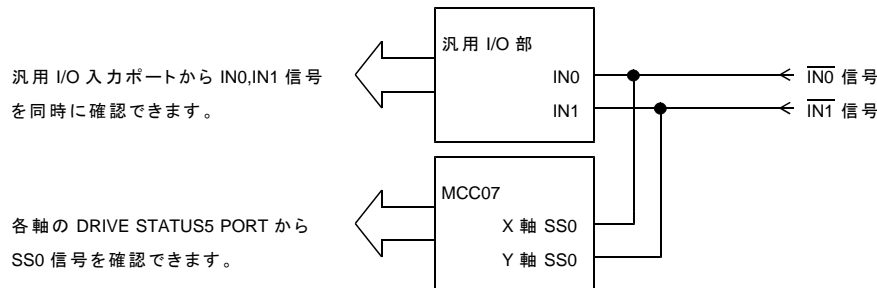 汎用 I/O 部
汎用 I/O 入力ポートから IN0,IN1 信号
を同時に確認できます。
IN0
IN1
IN0 信号
IN1 信号
MCC07
各軸の DRIVE STATUS5 PORT から
SS0 信号を確認できます。
X 軸 SS0
Y 軸 SS0